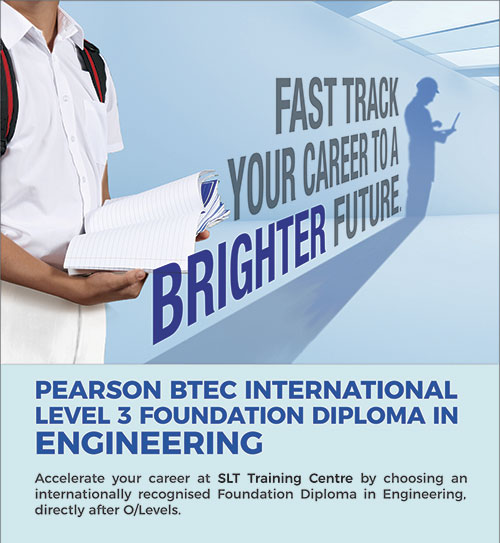 FAST TRACK
YOUR CAREER TO A
BRIGHTER FUTURE.
PEARSON BTEC INTERNATIONAL
LEVEL 3 FOUNDATION DIPLOMA IN
ENGINEERING
Accelerate your career at SLT Training Centre by choosing an
internationally recognised Foundation Diploma in Engineering,
directly after O/Levels.